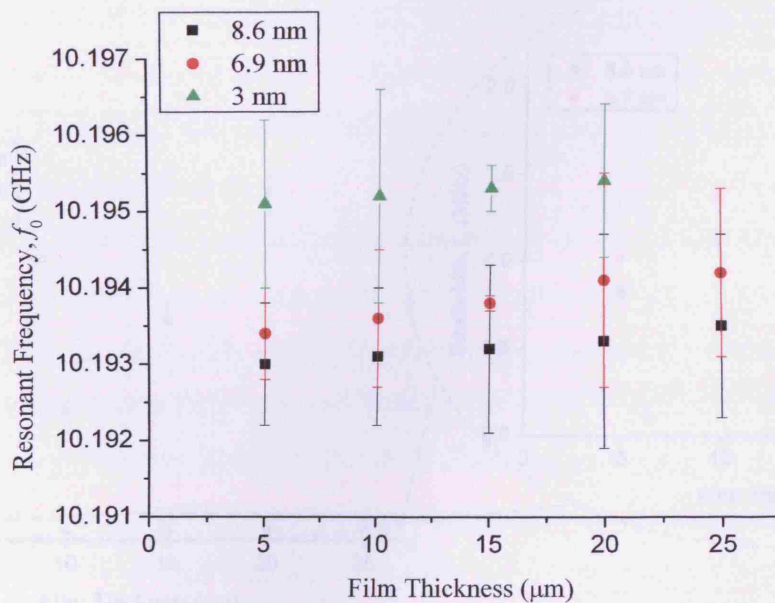 8.6 nm
6.9 nm
3 nm
10.197
10.196
10.195
10.194
10.193
10.192
10.191
Resonant Frequency, f₀ (GHz)
0
5
10
15
20
25
Film Thickness (μm)